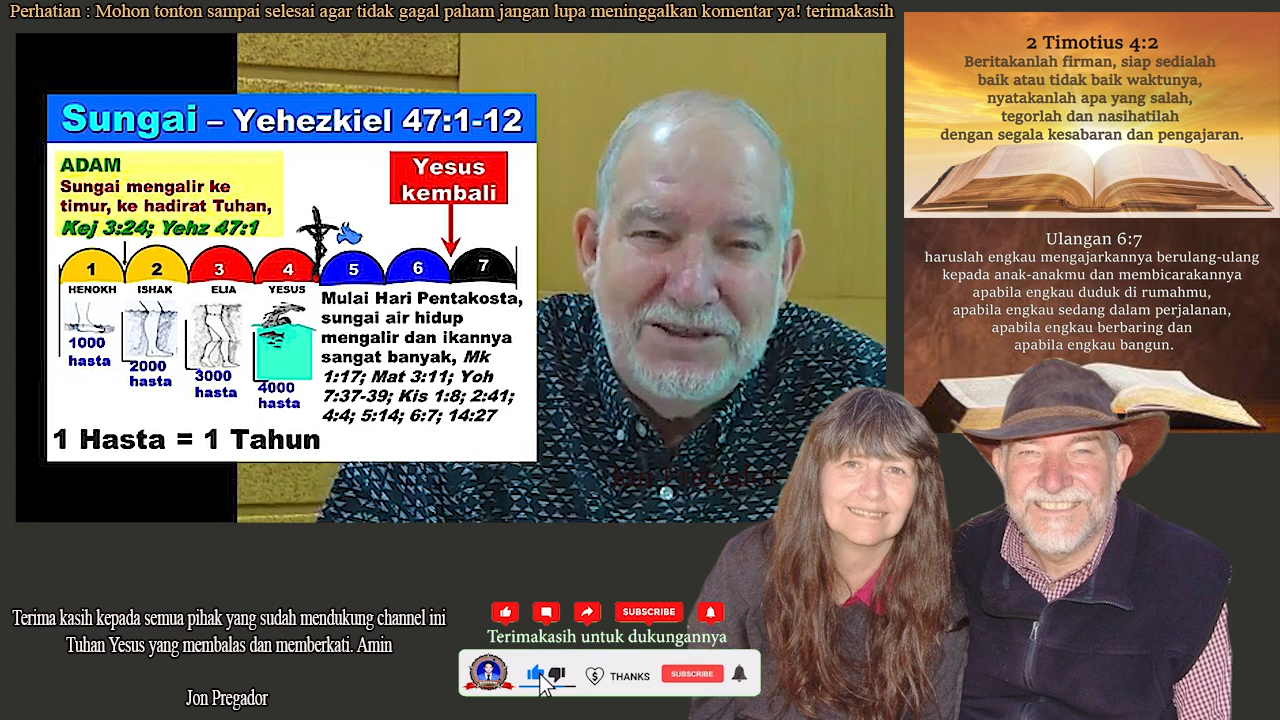 Perhatian : Mohon tonton sampai selesai agar tidak gagal paham jangan lupa meninggalkan komentar ya! terimakasih
Sungai – Yehezkiel 47:1-12
ADAM
Sungai mengalir ke
timur, ke hadirat Tuhan,
Kej 3:24; Yehz 47:1
Yesus
kembali
1 2 3 4 5 6 7
HENOKH ISHAK ELIA YESUS
1000
hasta
2000
hasta
3000
hasta
4000
hasta
Mulai Hari Pentakosta,
sungai air hidup
mengalir dan ikannya
sangat banyak, Mk
1:17; Mat 3:11; Yoh
7:37-39; Kis 1:8; 2:41;
4:4; 5:14; 6:7; 14:27
1 Hasta = 1 Tahun
Jon Pregador
2 Timotius 4:2
Beritakanlah firman, siap sedialah
baik atau tidak baik waktunya,
nyatakanlah apa yang salah,
tegorlah dan nasihatilah
dengan segala kesabaran dan pengajaran.
Ulangan 6:7
haruslah engkau mengajarkannya berulang-ulang
kepada anak-anakmu dan membicarakannya
apabila engkau duduk di rumahmu,
apabila engkau sedang dalam perjalanan,
apabila engkau berbaring dan
apabila engkau bangun.
Terima kasih kepada semua pihak yang sudah mendukung channel ini
Tuhan Yesus yang membalas dan memberkati. Amin
Jon Pregador
SUBSCRIBE
Terimakasih untuk dukungannya
THANKS
SUBSCRIBE